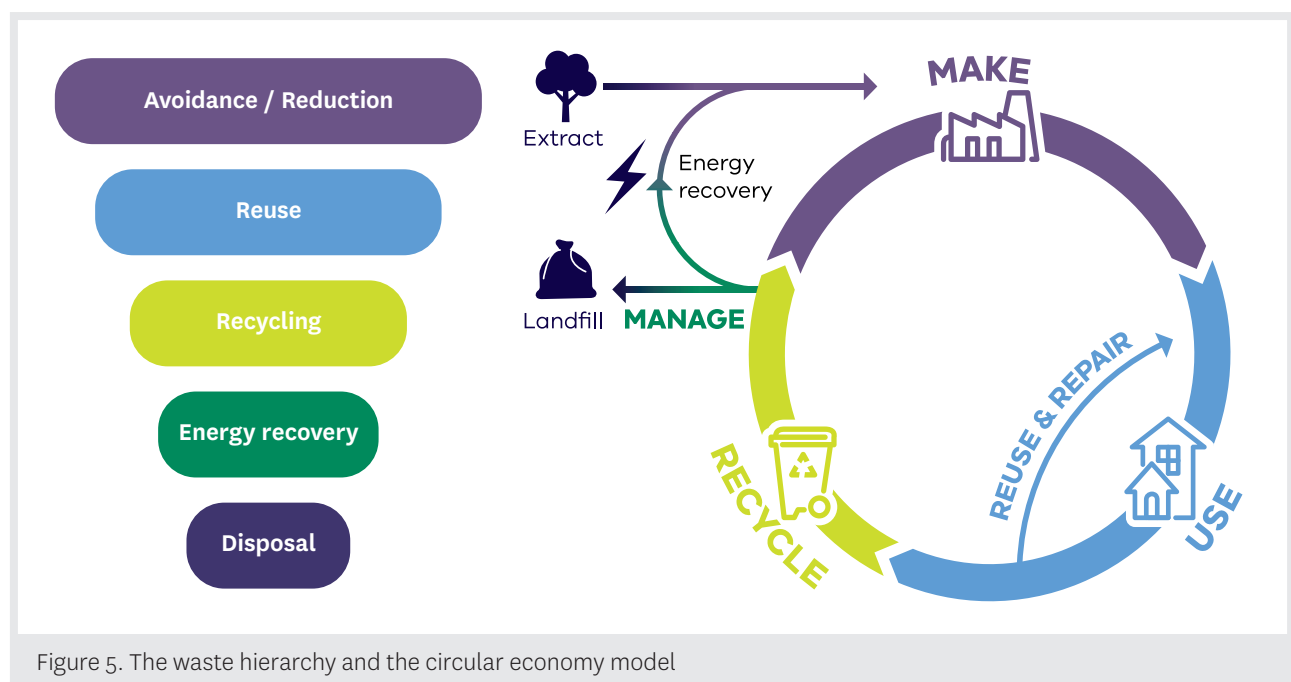 Avoidance / Reduction
Reuse
Recycling
Energy recovery
Disposal
Extract
Energy
recovery
Landfill
MANAGE
MAKE
REUSE & REPAIR
USE
RECYCLE
Figure 5. The waste hierarchy and the circular economy model